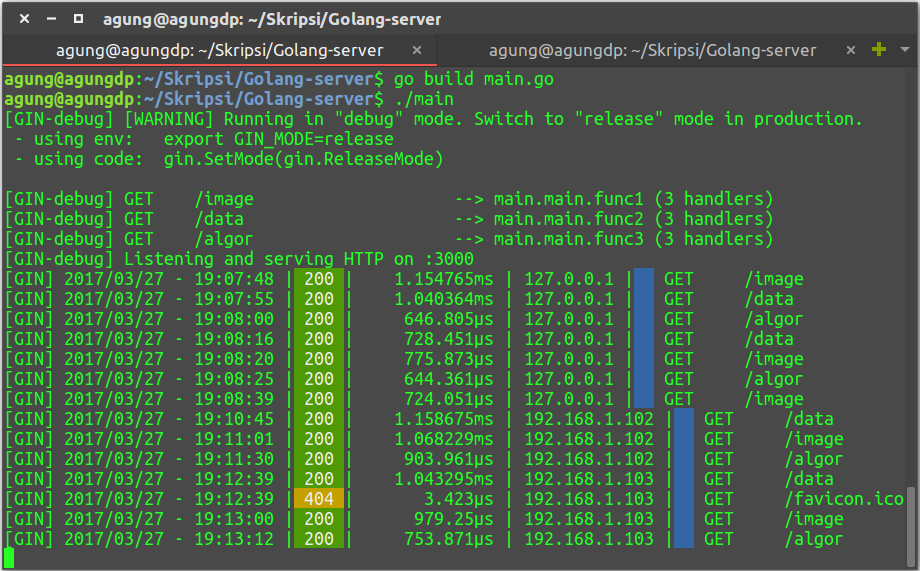 agung@agungdp: ~/Skripsi/Golang-server
agung@agungdp: ~/Skripsi/Golang-server × agung@agungdp: ~/Skripsi/Golang-server ×
agung@agungdp:~/Skripsi/Golang-server$ go build main.go
agung@agungdp:~/Skripsi/Golang-server$ ./main
[GIN-debug] [WARNING] Running in "debug" mode. Switch to "release" mode in production.
- using env: export GIN_MODE=release
- using code: gin.SetMode(gin.ReleaseMode)
[GIN-debug] GET /image --> main.main.func1 (3 handlers)
[GIN-debug] GET /data --> main.main.func2 (3 handlers)
[GIN-debug] GET /algor --> main.main.func3 (3 handlers)
[GIN-debug] Listening and serving HTTP on :3000
[GIN] 2017/03/27 - 19:07:48 | 200 | 1.154765ms | 127.0.0.1 | GET /image
[GIN] 2017/03/27 - 19:07:55 | 200 | 1.040364ms | 127.0.0.1 | GET /data
[GIN] 2017/03/27 - 19:08:00 | 200 | 646.805µs | 127.0.0.1 | GET /algor
[GIN] 2017/03/27 - 19:08:16 | 200 | 728.451µs | 127.0.0.1 | GET /data
[GIN] 2017/03/27 - 19:08:20 | 200 | 775.873µs | 127.0.0.1 | GET /image
[GIN] 2017/03/27 - 19:08:25 | 200 | 644.361µs | 127.0.0.1 | GET /algor
[GIN] 2017/03/27 - 19:08:39 | 200 | 724.051µs | 127.0.0.1 | GET /image
[GIN] 2017/03/27 - 19:10:45 | 200 | 1.158675ms | 192.168.1.102 | GET /data
[GIN] 2017/03/27 - 19:11:01 | 200 | 1.068229ms | 192.168.1.102 | GET /image
[GIN] 2017/03/27 - 19:11:30 | 200 | 903.961µs | 192.168.1.102 | GET /algor
[GIN] 2017/03/27 - 19:12:39 | 200 | 1.043295ms | 192.168.1.103 | GET /data
[GIN] 2017/03/27 - 19:12:39 | 404 | 3.423µs | 192.168.1.103 | GET /favicon.ico
[GIN] 2017/03/27 - 19:13:00 | 200 | 979.25µs | 192.168.1.103 | GET /image
[GIN] 2017/03/27 - 19:13:12 | 200 | 753.871µs | 192.168.1.103 | GET /algor